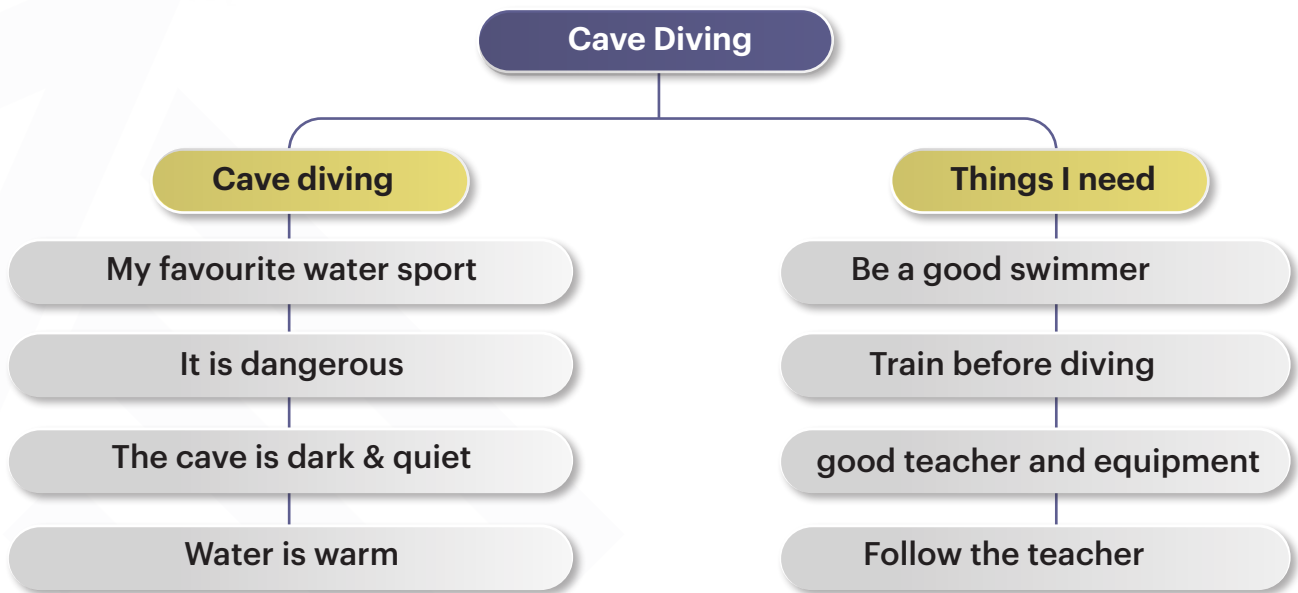 Cave Diving
Cave diving
My favourite water sport
It is dangerous
The cave is dark & quiet
Water is warm
Things I need
Be a good swimmer
Train before diving
good teacher and equipment
Follow the teacher